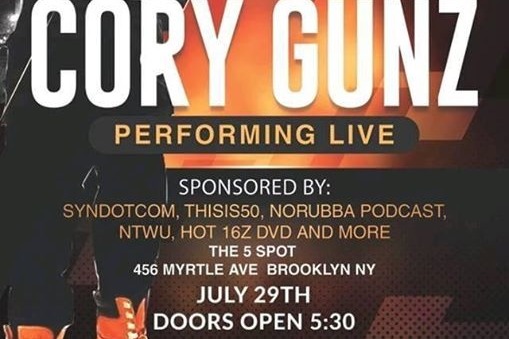 CORY GUNZ
PERFORMING LIVE
SPONSORED BY:
SYNDOTCOM, THISIS50, NORUBBA PODCAST,
NTWU, HOT 16Z DVD AND MORE
THE 5 SPOT
456 MYRTLE AVE BROOKLYN NY
JULY 29TH
DOORS OPEN 5:30